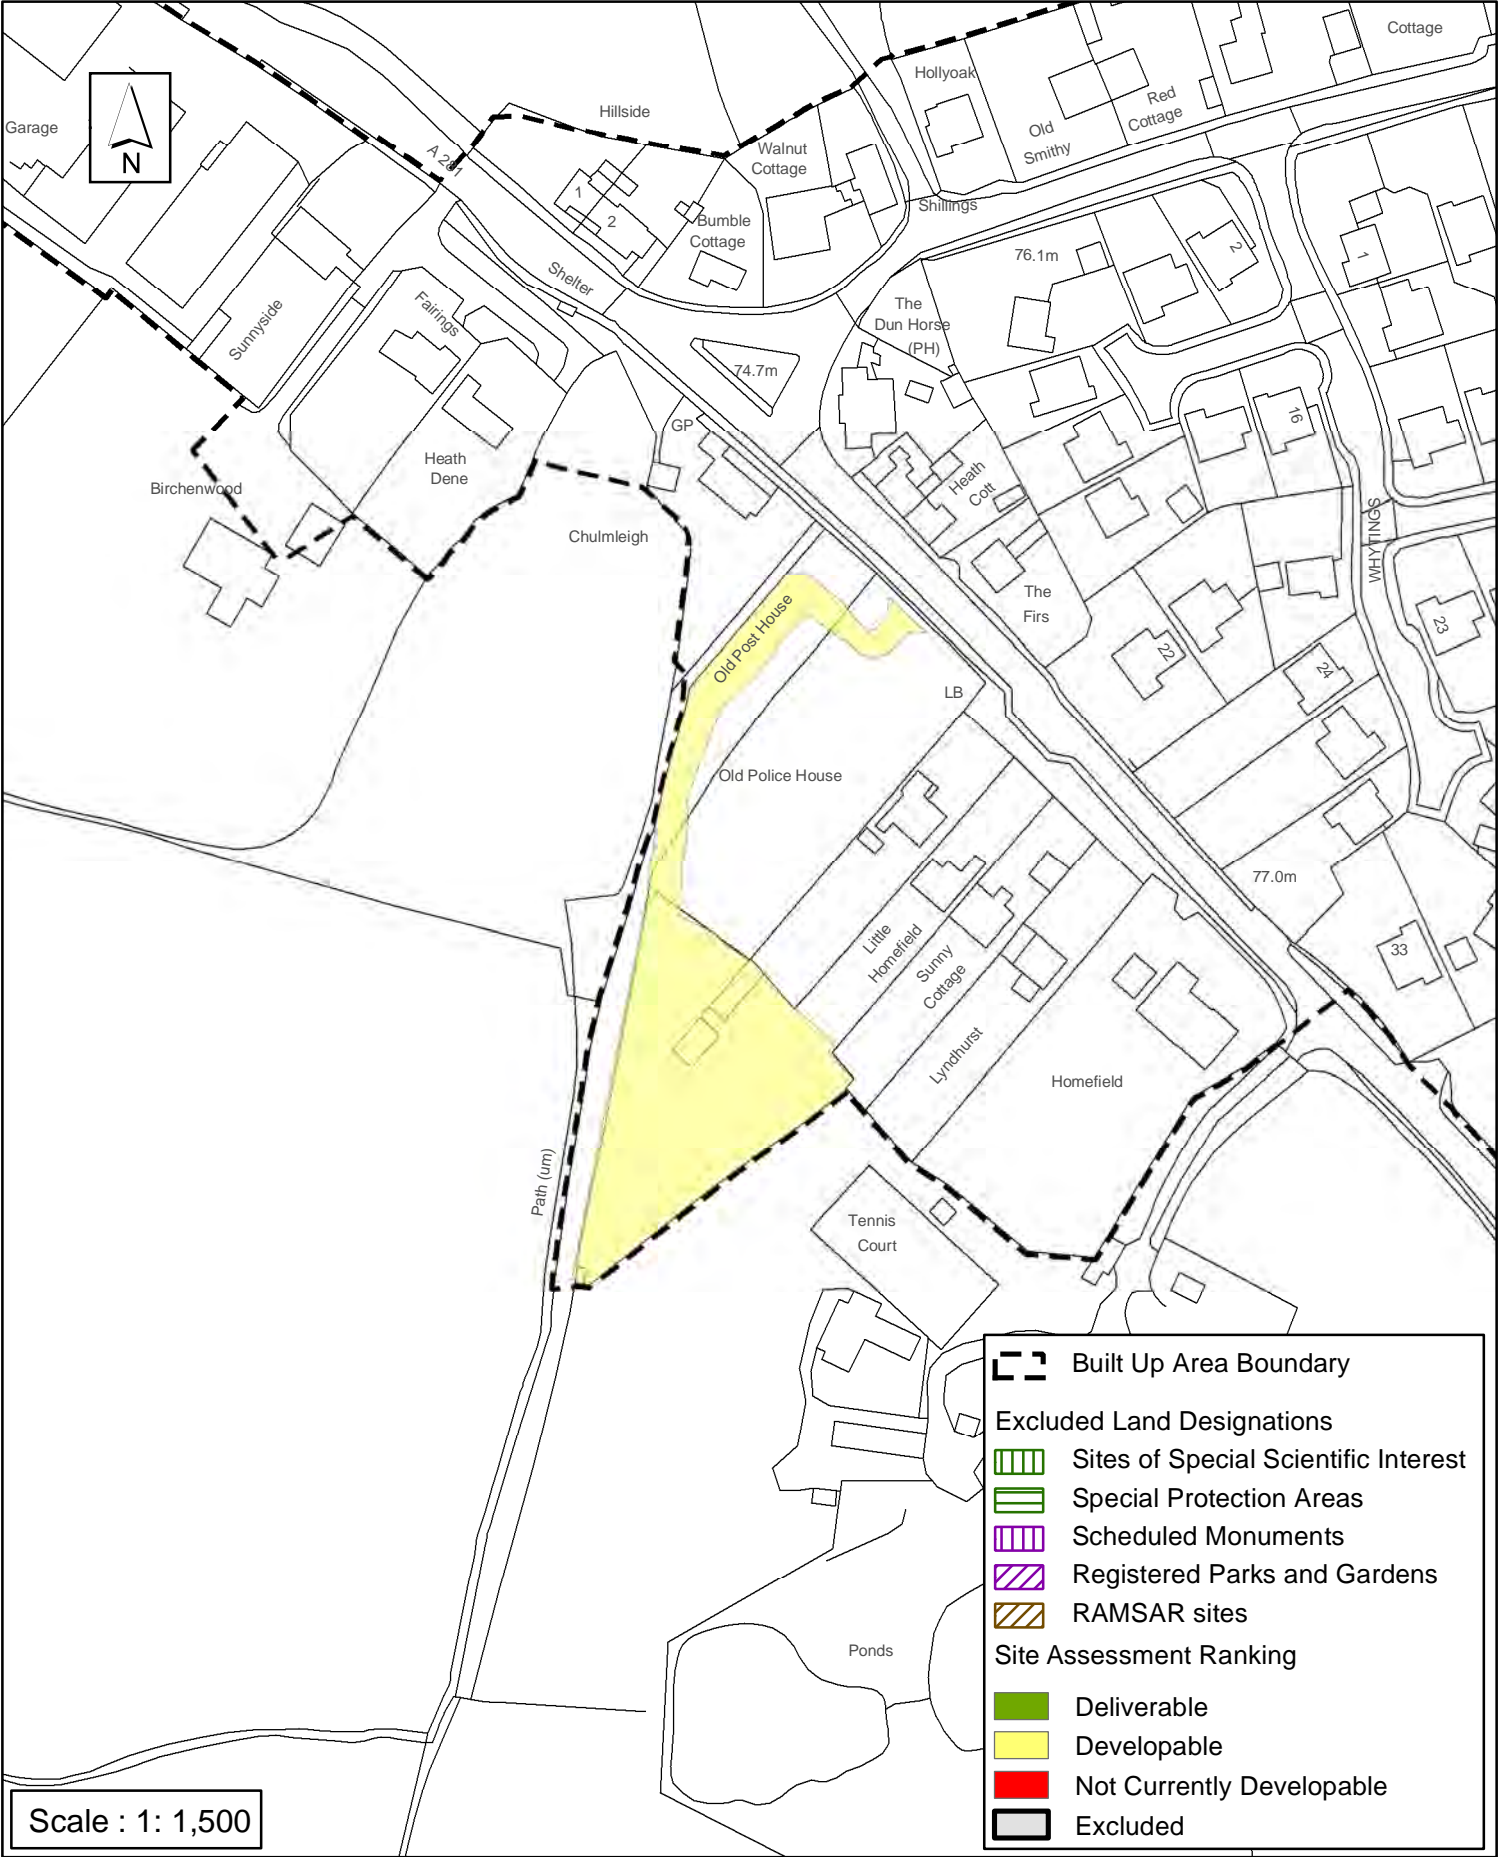 Cottage
Hollyoak
Red
Cottage
Old
Smithy
Hillside
Garage
N
A 281
Walnut
Cottage
1
2
Bumble
Cottage
Shillings
76.1m
2
1
Shelter
The
Dun Horse
(PH)
Fairings
Sunnyside
74.7m
GP
16
Heath
Dene
Heath
Cott
Birchenwood
Chulmleigh
WHYTINGS
The
Firs
Old Post House
23
22
24
LB
Old Police House
77.0m
33
Little
Homefield
Sunny
Cottage
Lyndhurst
Homefield
Path (um)
Tennis
Court
Ponds
Built Up Area Boundary
Excluded Land Designations
Sites of Special Scientific Interest
Special Protection Areas
Scheduled Monuments
Registered Parks and Gardens
RAMSAR sites
Site Assessment Ranking
Deliverable
Developable
Not Currently Developable
Excluded
Scale : 1: 1,500